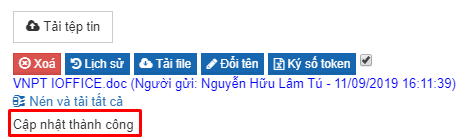 Tải tệp tin
Xoá Lịch sử Tải file Đổi tên Ký số token
VNPT IOFFICE.doc (Người gửi: Nguyễn Hữu Lâm Tú - 11/09/2019 16:11:39)
Nén và tải tất cả
Cập nhật thành công